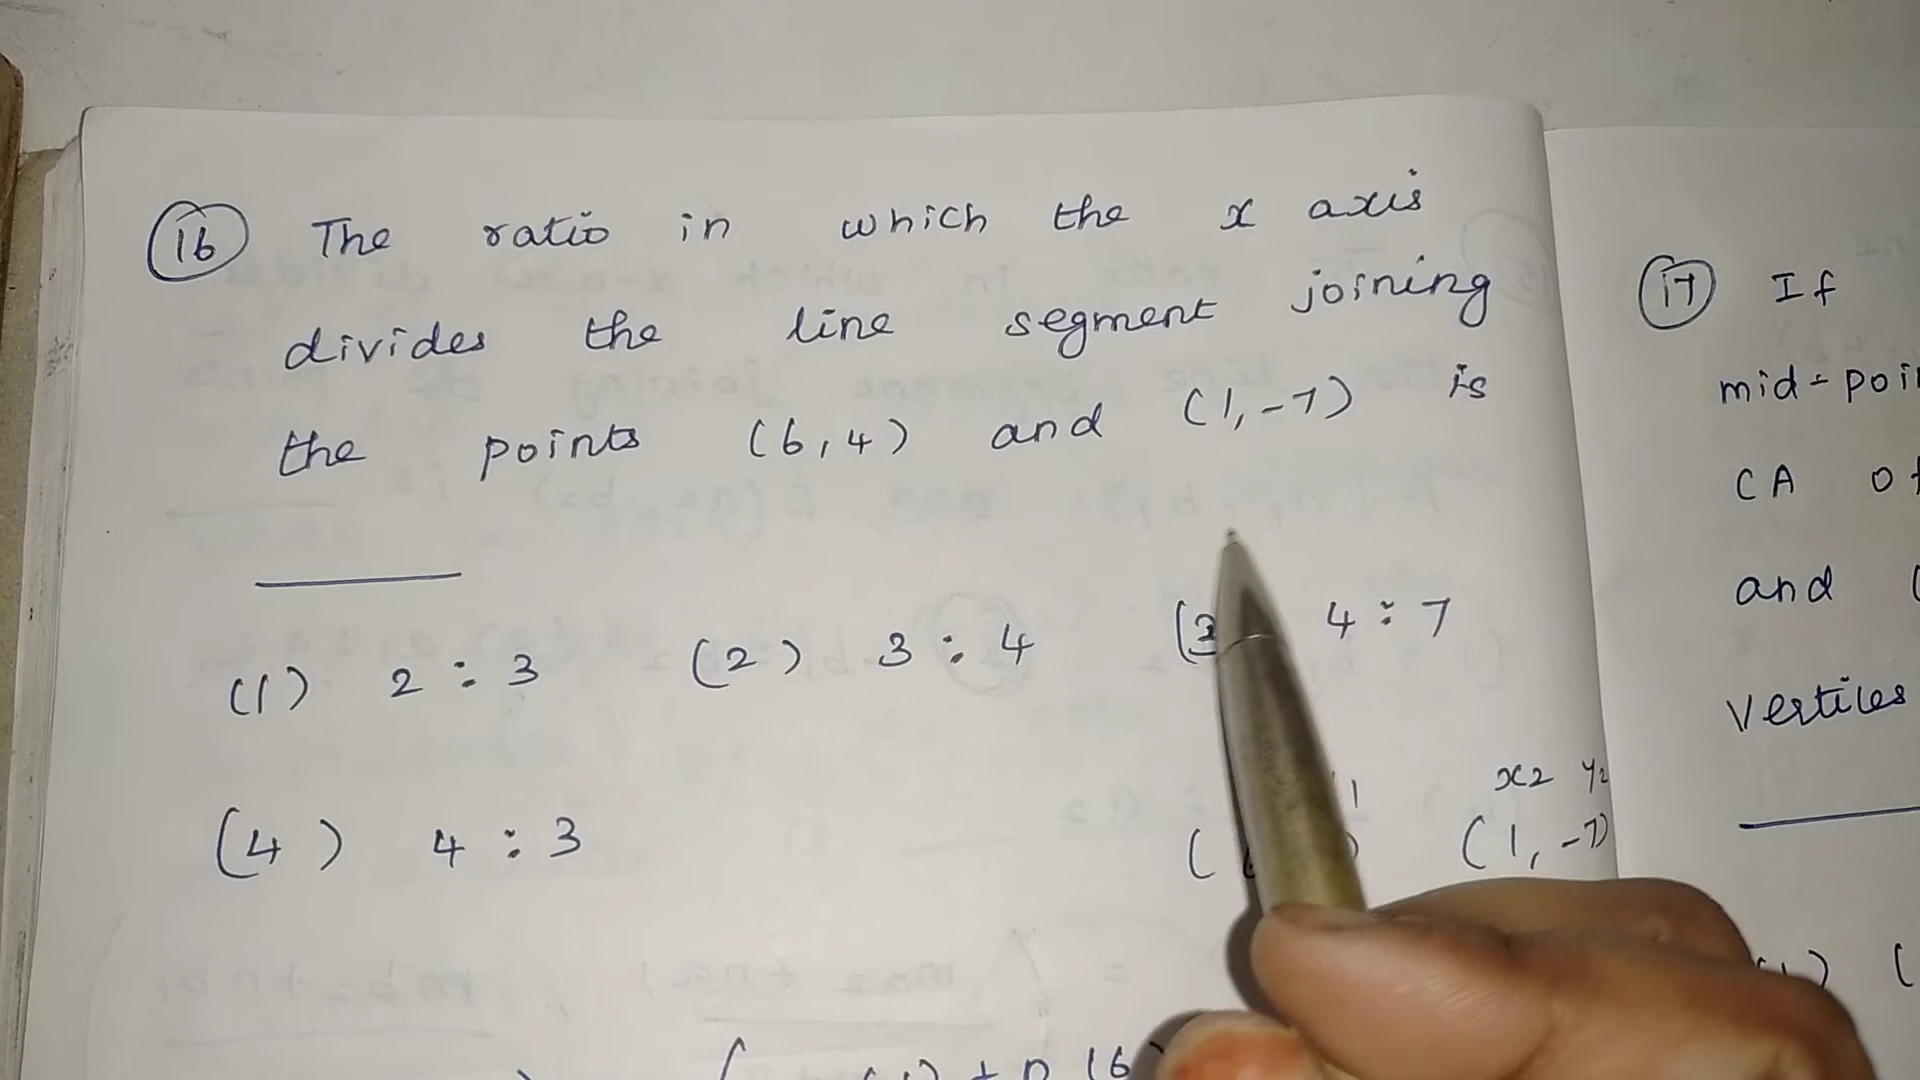 (16) The ratio in which the x axis
divides the line segment joining
the points (6,4) and (1,-7) is
(1) 2:3 (2) 3:4 (3 4:7
(4) 4:3
x2 y2
(1,-7)
(17) If
mid-poi
CA of
and
vertices